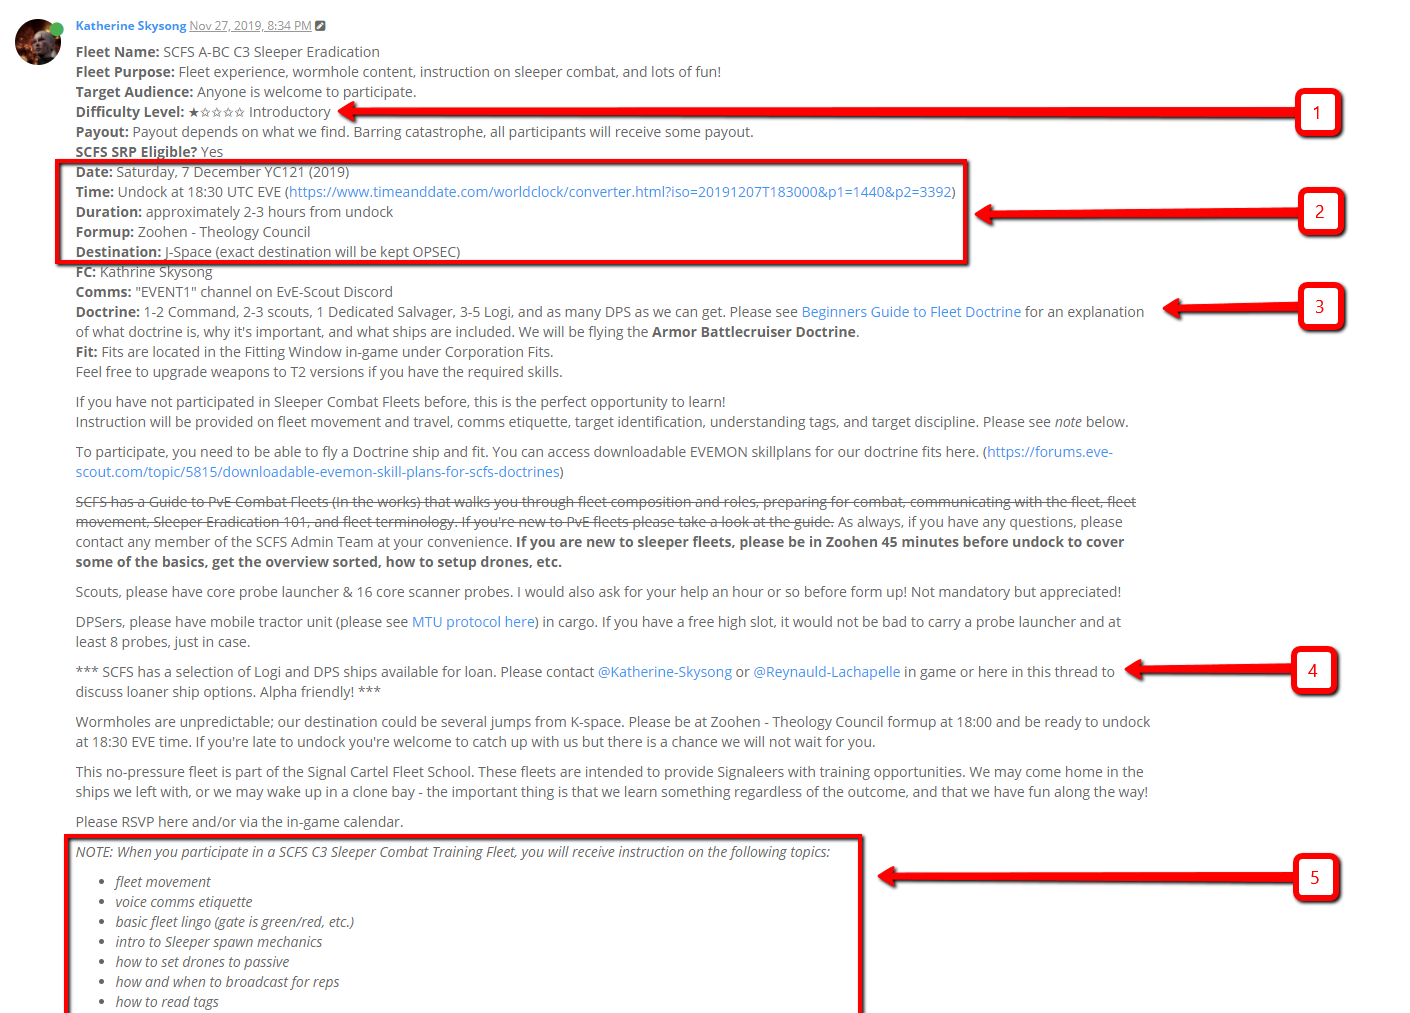 Katherine Skysong Nov 27, 2019, 8:34 PM
Fleet Name: SCFS A-BC C3 Sleeper Eradication
Fleet Purpose: Fleet experience, wormhole content, instruction on sleeper combat, and lots of fun!
Target Audience: Anyone is welcome to participate.
Difficulty Level: ★☆☆☆☆ Introductory
1
Payout: Payout depends on what we find. Barring catastrophe, all participants will receive some payout.
SCFS SRP Eligible? Yes
Date: Saturday, 7 December YC121 (2019)
Time: Undock at 18:30 UTC EVE (https://www.timeanddate.com/worldclock/converter.html?iso=20191207T183000&p1=1440&p2=3392)
Duration: approximately 2-3 hours from undock
2
Formup: Zoohen - Theology Council
Destination: J-Space (exact destination will be kept OPSEC)
FC: Kathrine Skysong
Comms: "EVENT1" channel on EvE-Scout Discord
Doctrine: 1-2 Command, 2-3 scouts, 1 Dedicated Salvager, 3-5 Logi, and as many DPS as we can get. Please see Beginners Guide to Fleet Doctrine for an explanation
3
of what doctrine is, why it's important, and what ships are included. We will be flying the Armor Battlecruiser Doctrine.
Fit: Fits are located in the Fitting Window in-game under Corporation Fits.
Feel free to upgrade weapons to T2 versions if you have the required skills.
If you have not participated in Sleeper Combat Fleets before, this is the perfect opportunity to learn!
Instruction will be provided on fleet movement and travel, comms etiquette, target identification, understanding tags, and target discipline. Please see note below.
To participate, you need to be able to fly a Doctrine ship and fit. You can access downloadable EVEMON skillplans for our doctrine fits here. (https://forums.eve-
scout.com/topic/5815/downloadable-evemon-skill-plans-for-scfs-doctrines)
SCFS has a Guide to PvE Combat Fleets (In the works) that walks you through fleet composition and roles, preparing for combat, communicating with the fleet, fleet
movement, Sleeper Eradication 101, and fleet terminology. If you're new to PvE fleets please take a look at the guide. As always, if you have any questions, please
contact any member of the SCFS Admin Team at your convenience. If you are new to sleeper fleets, please be in Zoohen 45 minutes before undock to cover
some of the basics, get the overview sorted, how to setup drones, etc.
Scouts, please have core probe launcher & 16 core scanner probes. I would also ask for your help an hour or so before form up! Not mandatory but appreciated!
DPSers, please have mobile tractor unit (please see MTU protocol here) in cargo. If you have a free high slot, it would not be bad to carry a probe launcher and at
least 8 probes, just in case.
*** SCFS has a selection of Logi and DPS ships available for loan. Please contact @Katherine-Skysong or @Reynauld-Lachapelle in game or here in this thread to
4
discuss loaner ship options. Alpha friendly! ***
Wormholes are unpredictable; our destination could be several jumps from K-space. Please be at Zoohen - Theology Council formup at 18:00 and be ready to undock
at 18:30 EVE time. If you're late to undock you're welcome to catch up with us but there is a chance we will not wait for you.
This no-pressure fleet is part of the Signal Cartel Fleet School. These fleets are intended to provide Signaleers with training opportunities. We may come home in the
ships we left with, or we may wake up in a clone bay - the important thing is that we learn something regardless of the outcome, and that we have fun along the way!
Please RSVP here and/or via the in-game calendar.
NOTE: When you participate in a SCFS C3 Sleeper Combat Training Fleet, you will receive instruction on the following topics:
5
• fleet movement
• voice comms etiquette
• basic fleet lingo (gate is green/red, etc.)
• intro to Sleeper spawn mechanics
• how to set drones to passive
• how and when to broadcast for reps
• how to read tags